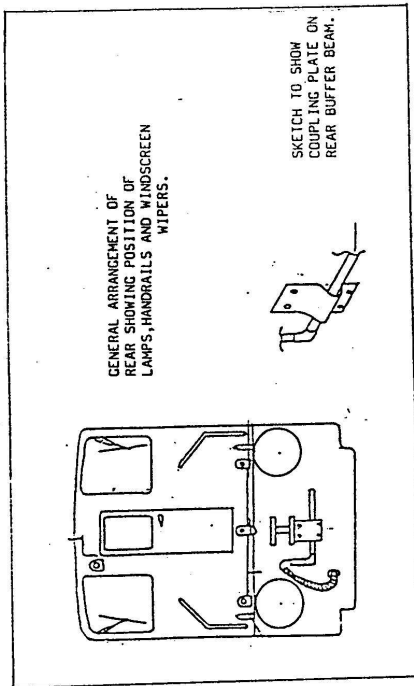 GENERAL ARRANGEMENT OF
REAR SHOWING POSITION OF
LAMPS,HANDRAILS AND WINDSCREEN
WIPERS.
SKETCH TO SHOW
COUPLING PLATE ON
REAR BUFFER BEAM.